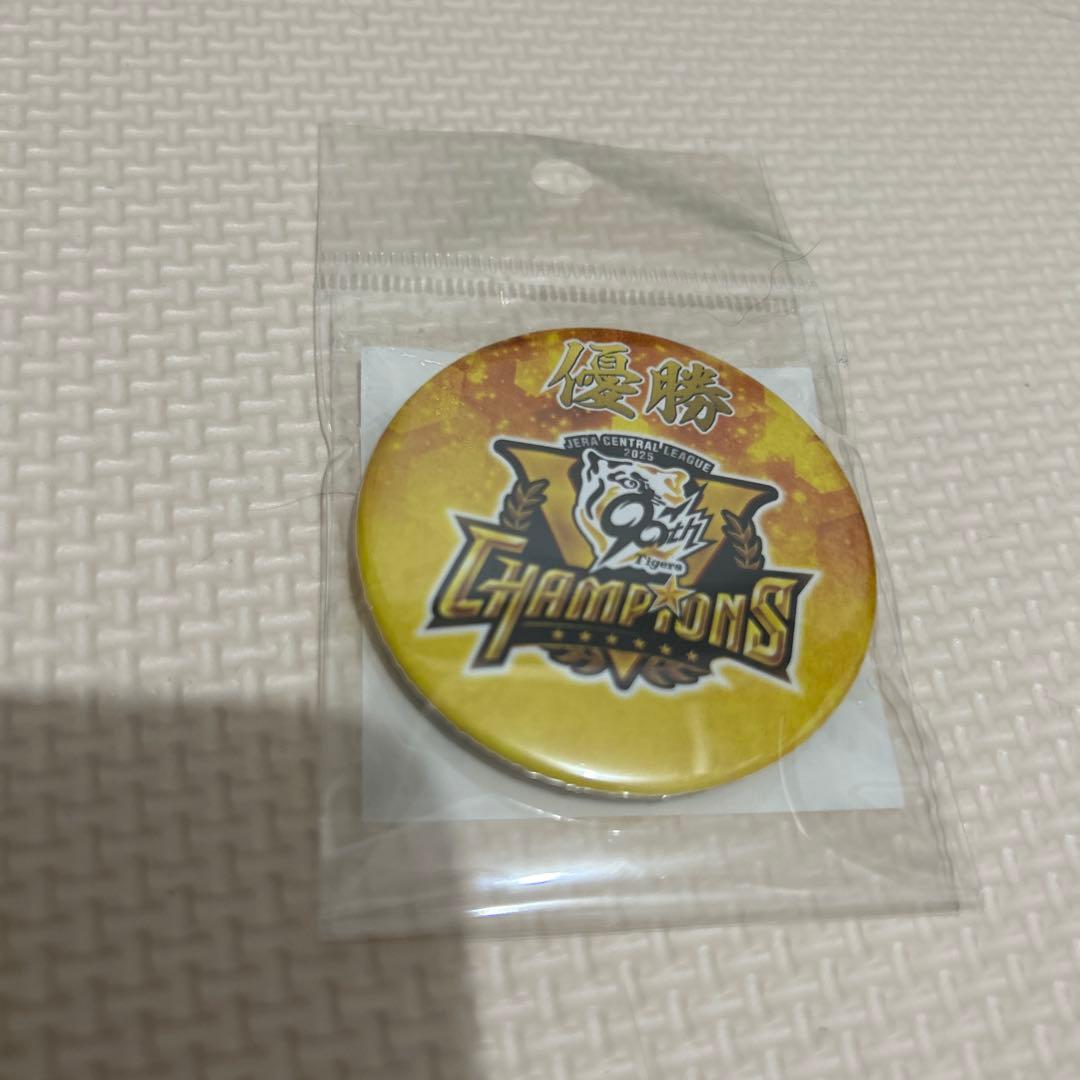 優勝
JERA CENTRAL LEAGUE
2025
90th
Tigers
CHAMPIONS